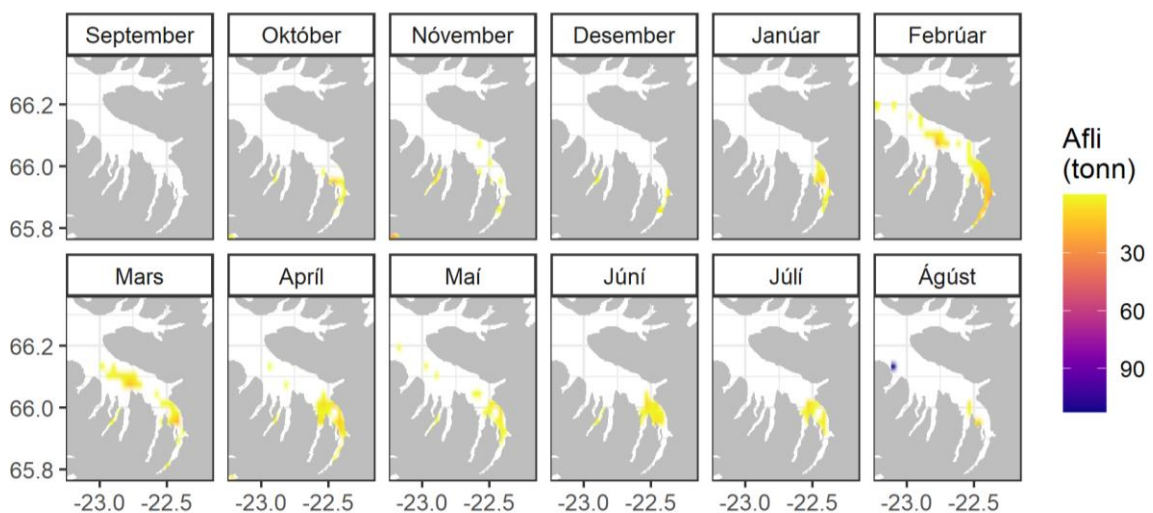 September Október Nóvember Desember Janúar Febrúar
66.2
66.0
65.8
Afli
(tonn)
30
60
90
Mars Apríl Maí Júní Júlí Ágúst
66.2
66.0
65.8
-23.0 -22.5 -23.0 -22.5 -23.0 -22.5 -23.0 -22.5 -23.0 -22.5 -23.0 -22.5